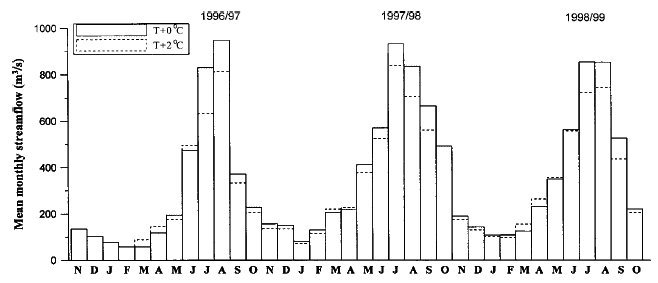 1996/97 1997/98 1998/99
T+0 °C
T+2 °C
Mean monthly streamflow (m³/s)
1000
800
600
400
200
0
N D J F M A M J J A S O N D J F M A M J J A S O N D J F M A M J J A S O